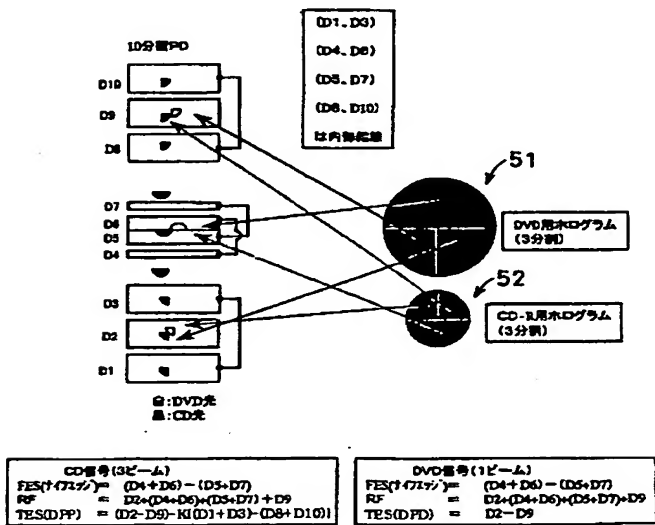 10分割PD
D10
D9
D8
D7
D6
D5
D4
D3
D2
D1
(D1、D3)
(D4、D6)
(D5、D7)
(D8、D10)
は内部結線
51
DVD用ホログラム
(3分割)
52
CD-R用ホログラム
(3分割)
白:DVD光
黒:CD光
CD信号(3ビーム)
FES(ナイフエッジ)= (D4+D6)-(D5+D7)
RF = D2+(D4+D6)+(D5+D7)+D9
TES(DPP) = (D2-D9)-K[(D1+D3)-(D8+D10)]
DVD信号(1ビーム)
FES(ナイフエッジ)= (D4+D6)-(D5+D7)
RF = D2+(D4+D6)+(D5+D7)+D9
TES(DPD) = D2-D9